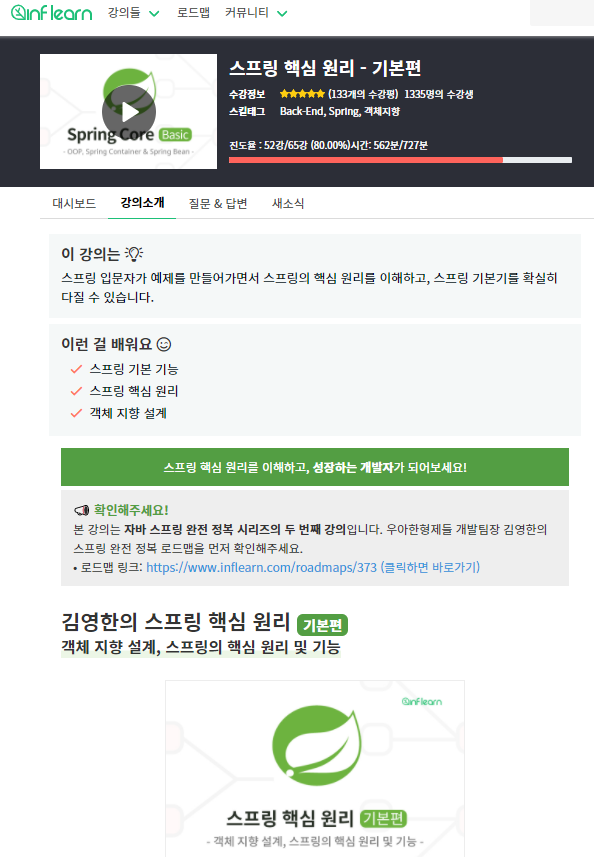 inflearn
강의들 로드맵 커뮤니티
스프링 핵심 원리 - 기본편
수강정보 ★★★★★ (133개의 수강평) 1335명의 수강생
스킬태그 Back-End, Spring, 객체지향
진도율 : 52강/65강 (80.00%)시간: 562분/727분
Spring Core Basic
- OOP, Spring Container & Spring Bean -
대시보드 강의소개 질문 & 답변 새소식
이 강의는
스프링 입문자가 예제를 만들어가면서 스프링의 핵심 원리를 이해하고, 스프링 기본기를 확실히
다질 수 있습니다.
이런 걸 배워요
스프링 기본 기능
스프링 핵심 원리
객체 지향 설계
스프링 핵심 원리를 이해하고, 성장하는 개발자가 되어보세요!
확인해주세요!
본 강의는 자바 스프링 완전 정복 시리즈의 두 번째 강의입니다. 우아한형제들 개발팀장 김영한의
스프링 완전 정복 로드맵을 먼저 확인해주세요.
• 로드맵 링크: https://www.inflearn.com/roadmaps/373 (클릭하면 바로가기)
김영한의 스프링 핵심 원리 기본편
객체 지향 설계, 스프링의 핵심 원리 및 기능
inflearn
스프링 핵심 원리 기본편
- 객체 지향 설계, 스프링의 핵심 원리 및 기능 -